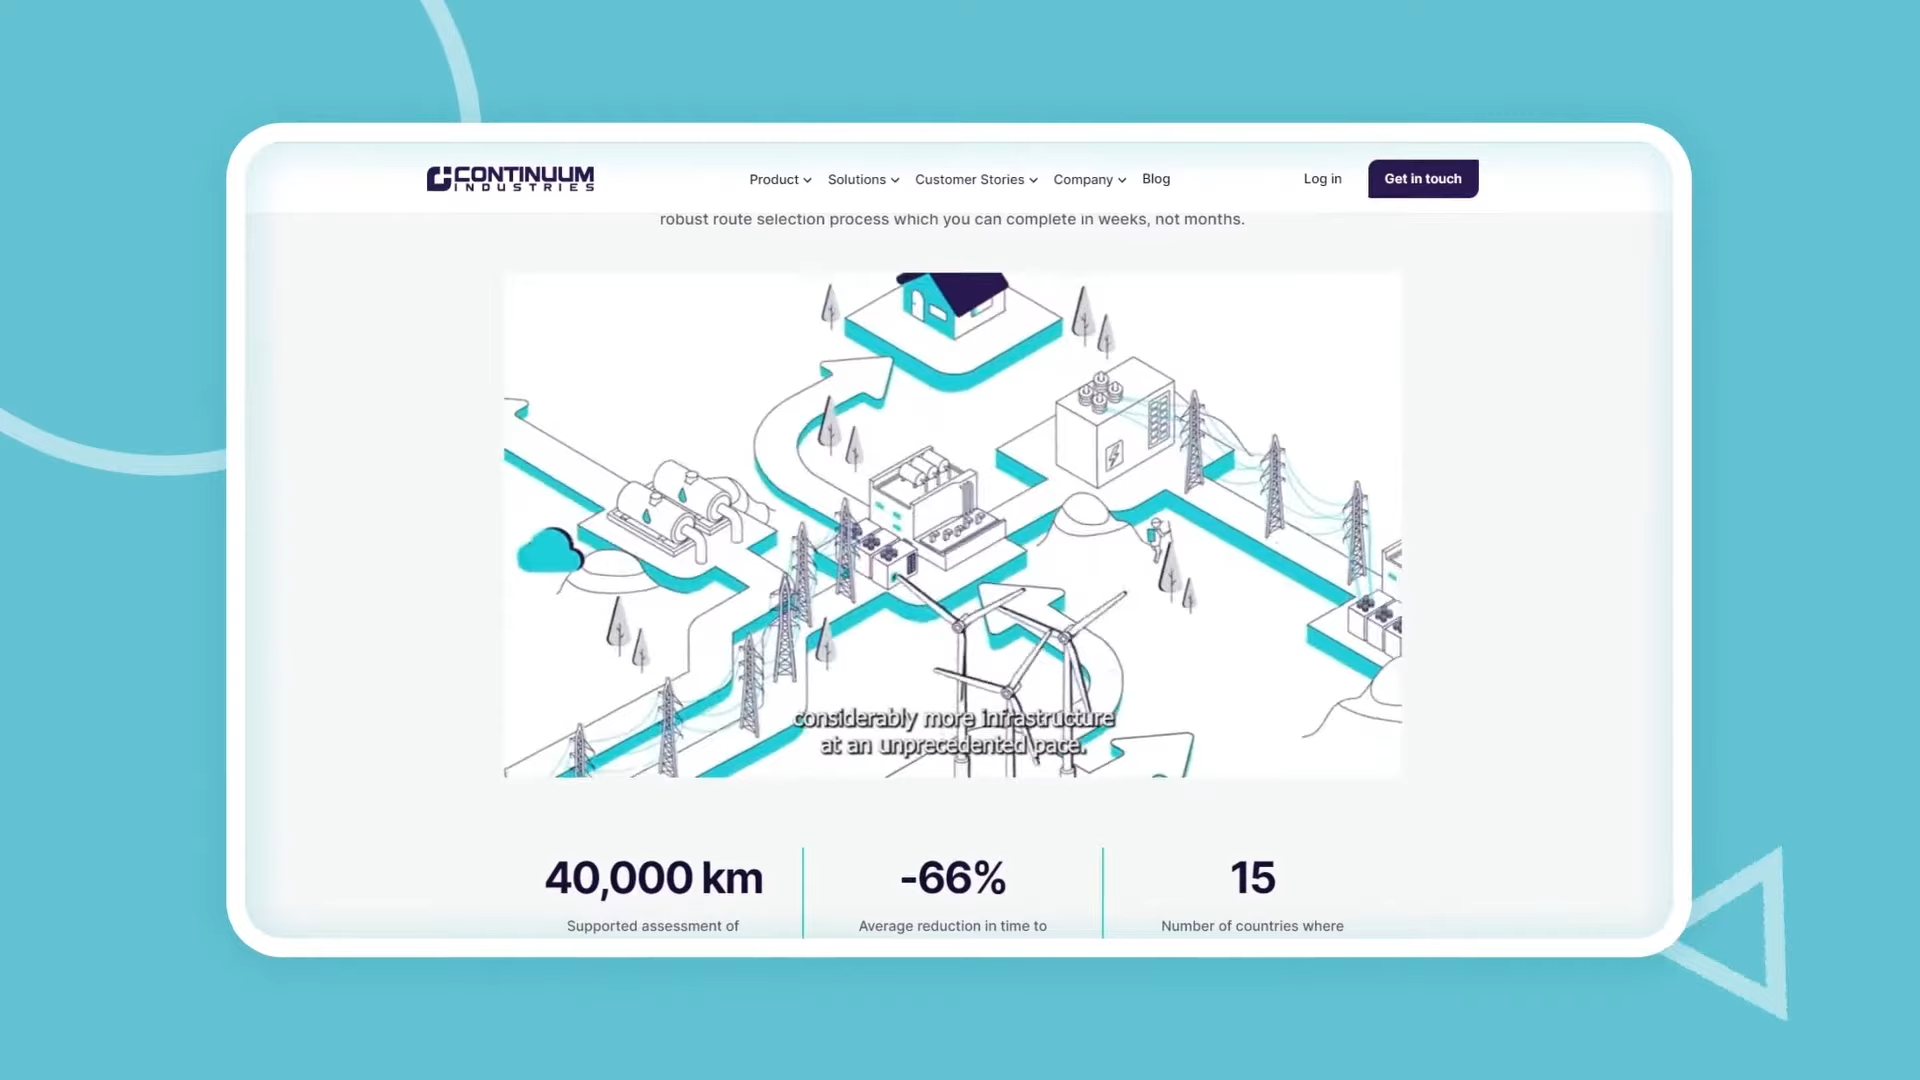 CONTINUUM
INDUSTRIES
Product
Solutions
Customer Stories
Company
Blog
Log in
Get in touch
robust route selection process which you can complete in weeks, not months.
considerably more infrastructure
at an unprecedented pace.
40,000 km
Supported assessment of
-66%
Average reduction in time to
15
Number of countries where